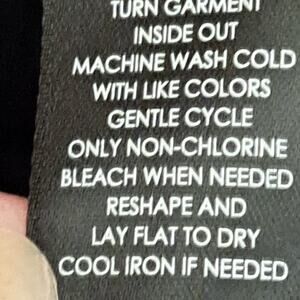 TURN GARMENT
INSIDE OUT
MACHINE WASH COLD
WITH LIKE COLORS
GENTLE CYCLE
ONLY NON-CHLORINE
BLEACH WHEN NEEDED
RESHAPE AND
LAY FLAT TO DRY
COOL IRON IF NEEDED